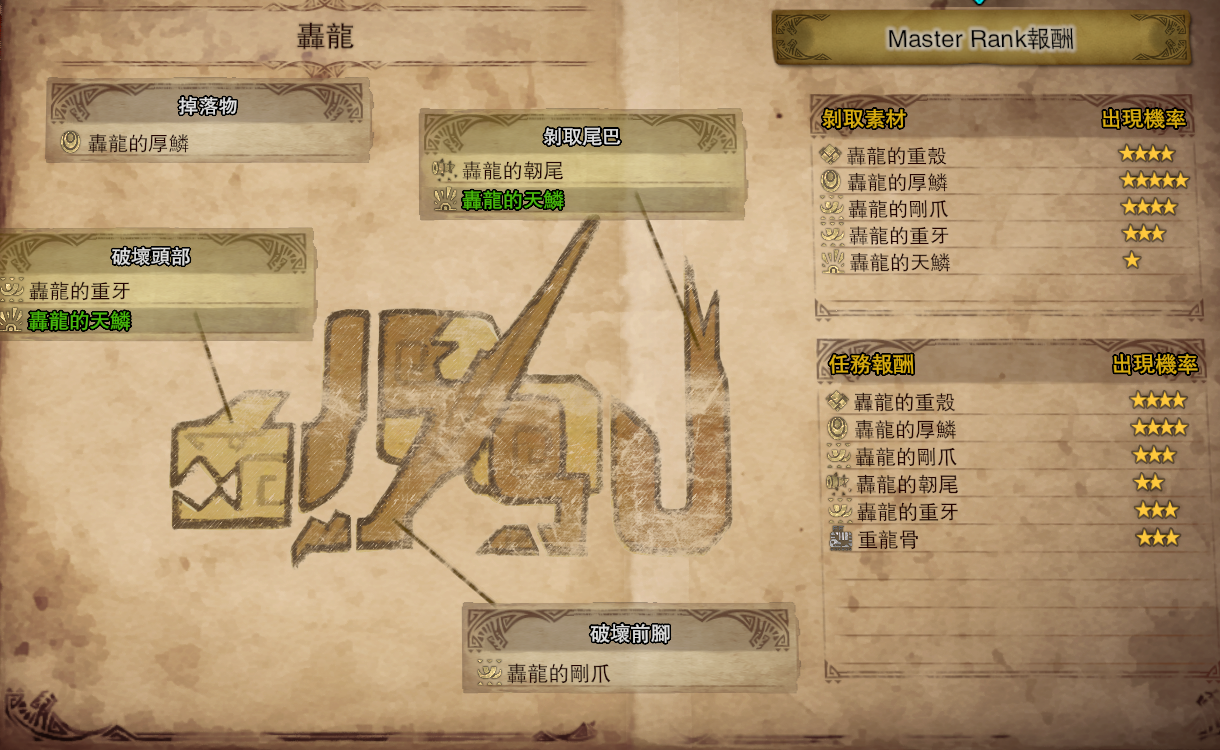 轟龍
Master Rank報酬
掉落物
轟龍的厚鱗
剝取尾巴
轟龍的韌尾
轟龍的天鱗
破壞頭部
轟龍的重牙
轟龍的天鱗
破壞前腳
轟龍的剛爪
剝取素材 出現機率
轟龍的重殼
轟龍的厚鱗
轟龍的剛爪
轟龍的重牙
轟龍的天鱗
任務報酬 出現機率
轟龍的重殼
轟龍的厚鱗
轟龍的剛爪
轟龍的韌尾
轟龍的重牙
重龍骨